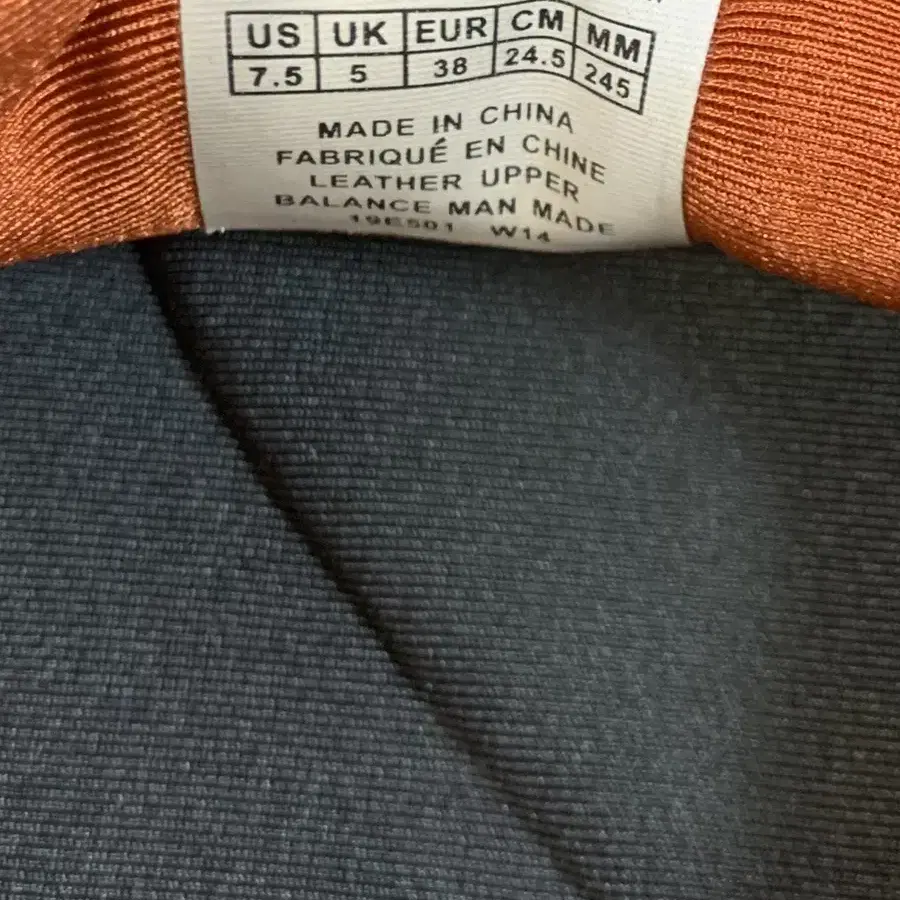 US UK EUR CM MM
7.5 5 38 24.5 245
MADE IN CHINA
FABRIQUÉ EN CHINE
LEATHER UPPER
BALANCE MAN MADE
19E501 W14